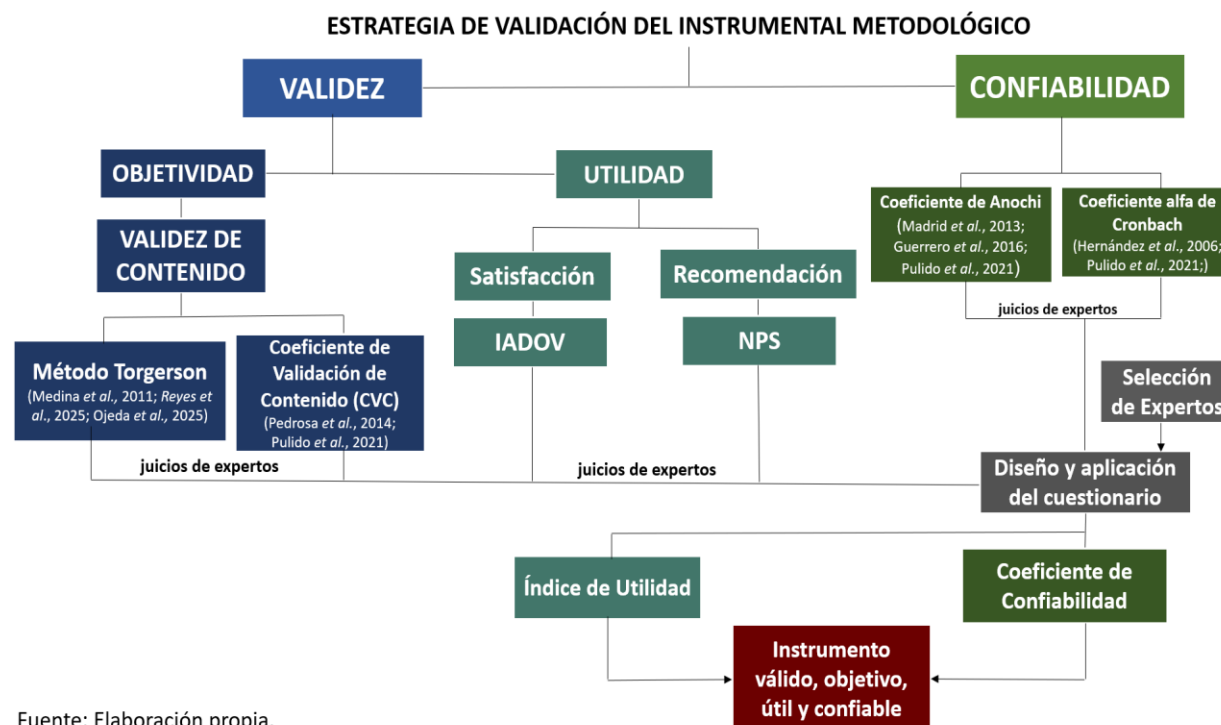 ESTRATEGIA DE VALIDACIÓN DEL INSTRUMENTAL METODOLÓGICO
VALIDEZ
CONFIABILIDAD
OBJETIVIDAD
UTILIDAD
Coeficiente de Anochi
(Madrid et al., 2013;
Guerrero et al., 2016;
Pulido et al., 2021)
Coeficiente alfa de
Cronbach
(Hernández et al., 2006;
Pulido et al., 2021;)
VALIDEZ DE
CONTENIDO
Satisfacción
Recomendación
juicios de expertos
IADOV
NPS
Método Torgerson
(Medina et al., 2011; Reyes et
al., 2025; Ojeda et al., 2025)
Coeficiente de
Validación de
Contenido (CVC)
(Pedrosa et al., 2014;
Pulido et al., 2021)
Selección
de Expertos
juicios de expertos
juicios de expertos
Diseño y aplicación
del cuestionario
Índice de Utilidad
Coeficiente de
Confiabilidad
Instrumento
válido, objetivo,
útil y confiable
Fuente: Elaboración propia.